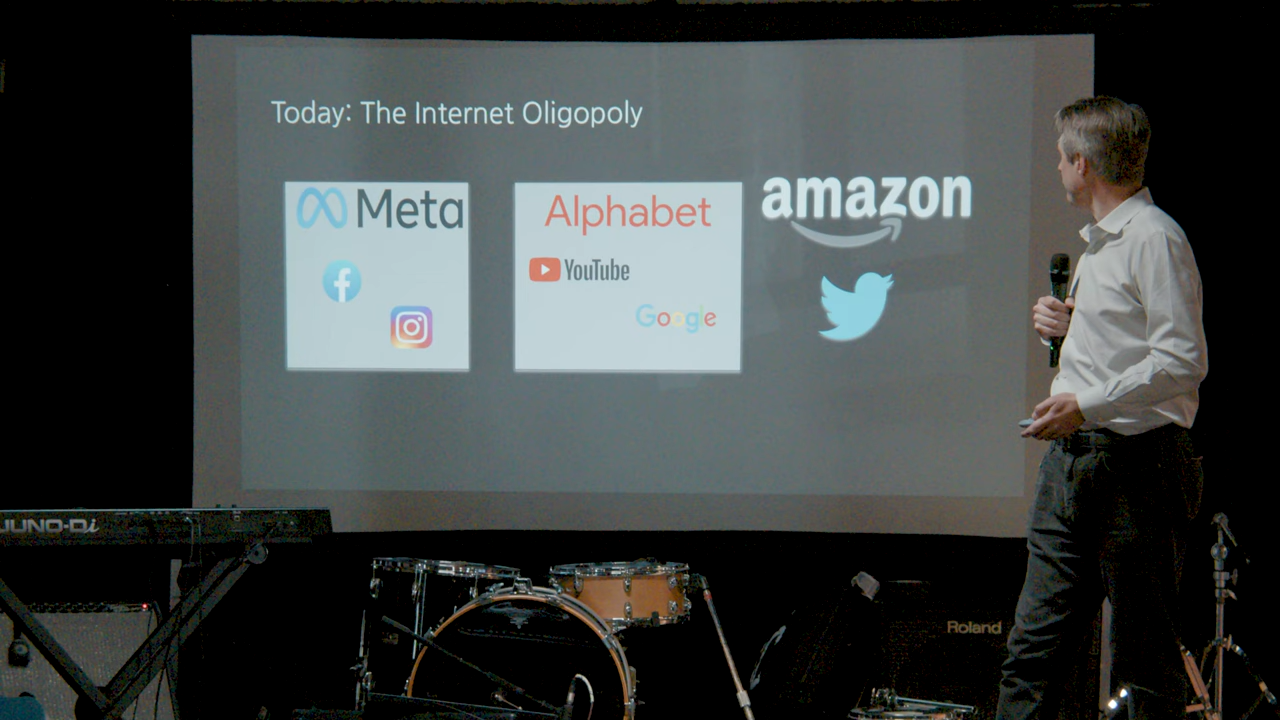 Today: The Internet Oligopoly
Meta
Alphabet
YouTube
Google
amazon
JUNO-Di
Roland